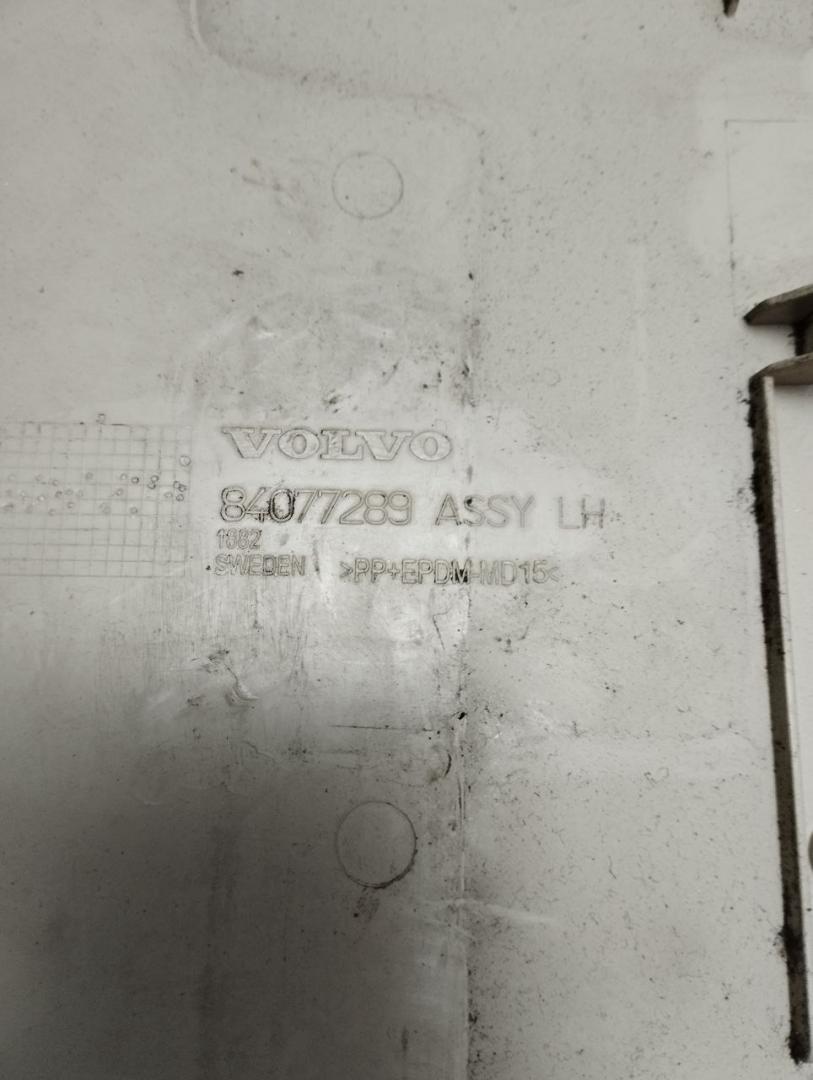 VOLVO
84077289 ASSY LH
1882
SWEDEN >PP+EPDM-MD15<